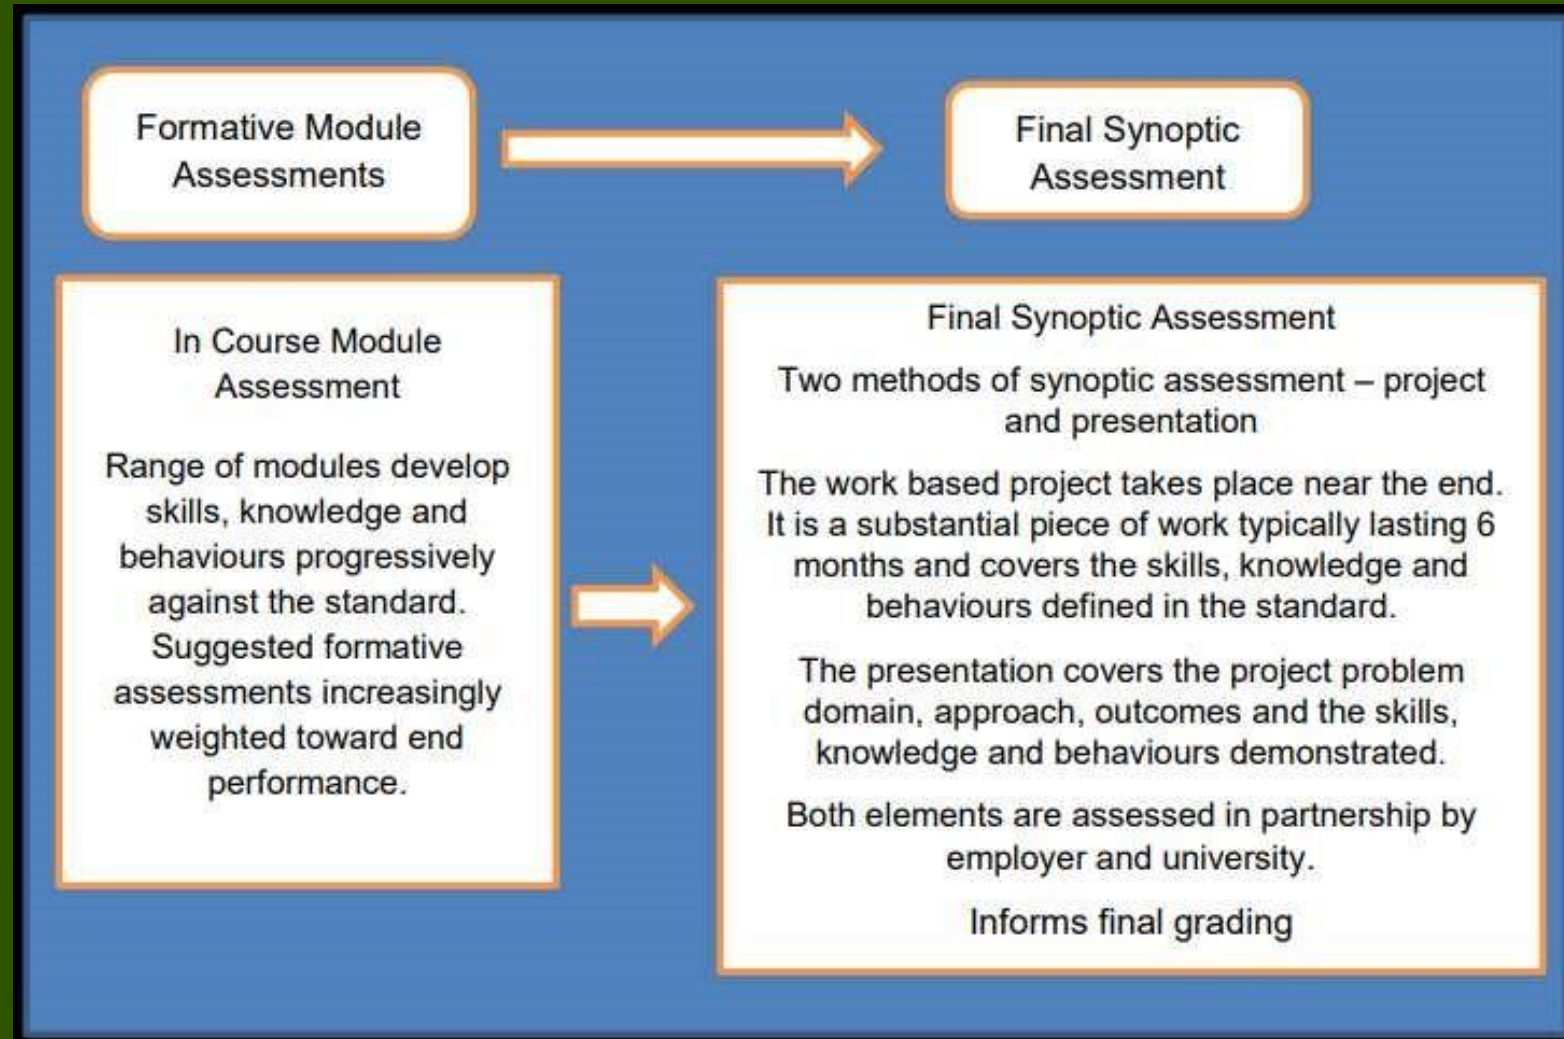 Formative Module
Assessments
Final Synoptic
Assessment
In Course Module
Assessment
Range of modules develop
skills, knowledge and
behaviours progressively
against the standard.
Suggested formative
assessments increasingly
weighted toward end
performance.
Final Synoptic Assessment
Two methods of synoptic assessment – project
and presentation
The work based project takes place near the end.
It is a substantial piece of work typically lasting 6
months and covers the skills, knowledge and
behaviours defined in the standard.
The presentation covers the project problem
domain, approach, outcomes and the skills,
knowledge and behaviours demonstrated.
Both elements are assessed in partnership by
employer and university.
Informs final grading